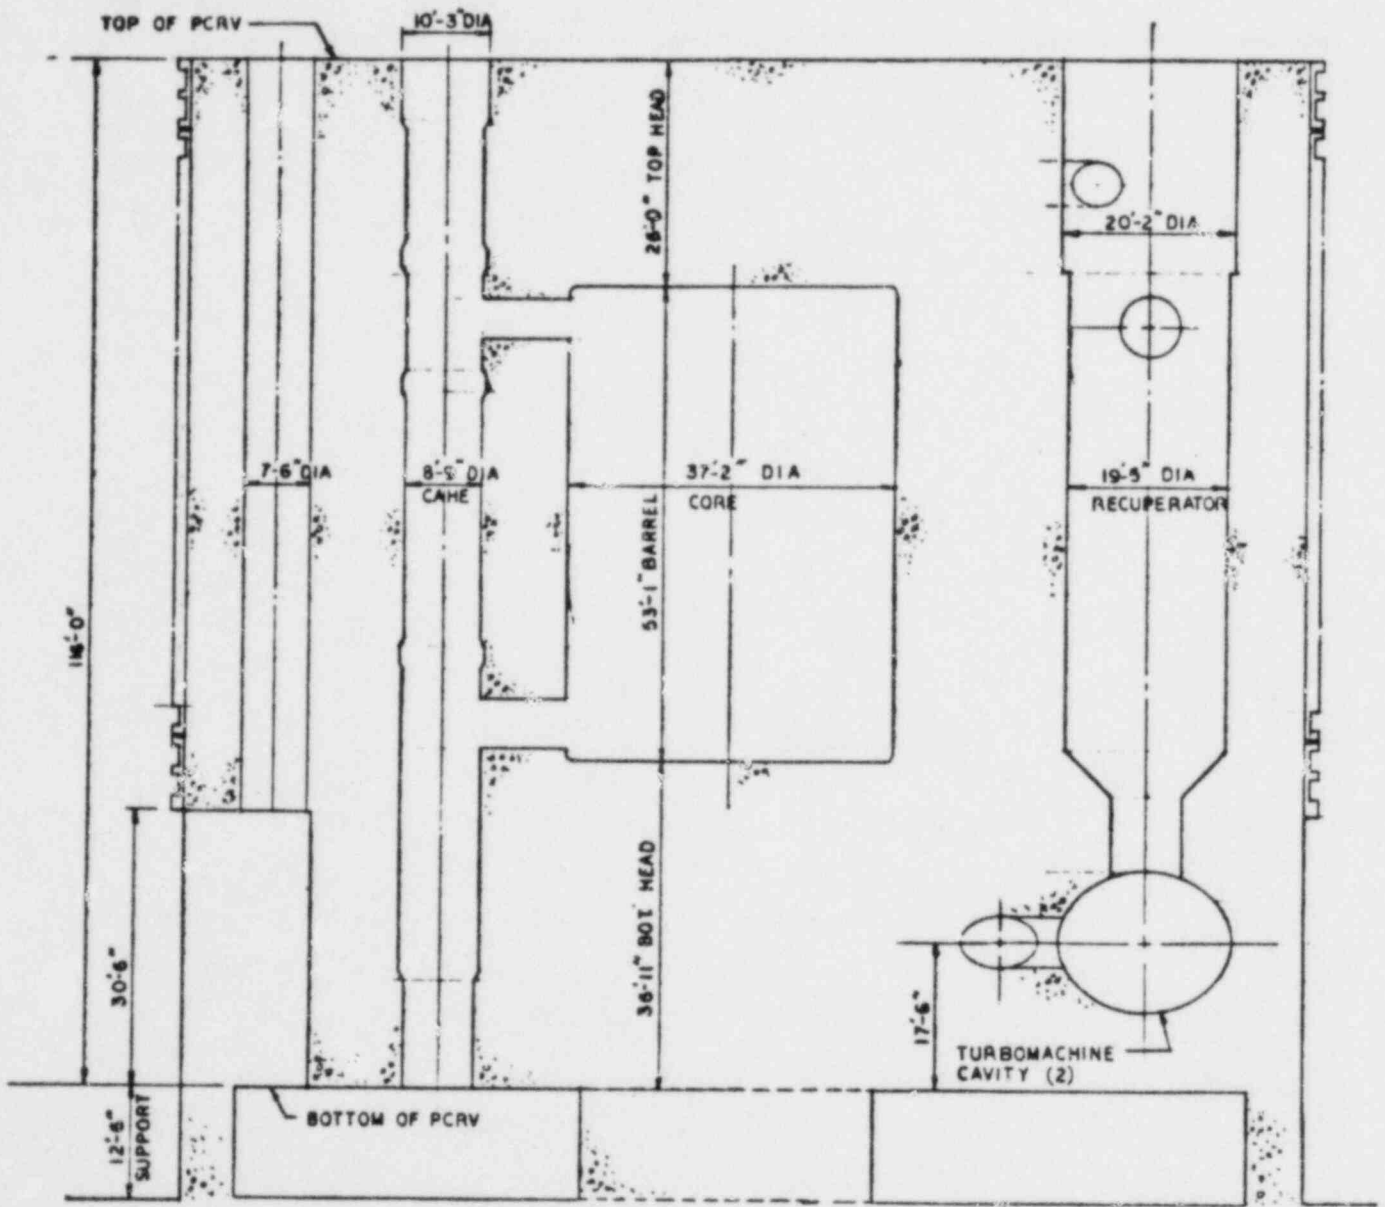 TOP OF PCRV
10'-3" DIA
26'-0" TOP HEAD
20'-2" DIA
116'-0"
7'-6" DIA
8'-9" DIA
CAHE
37'-2" DIA
CORE
53'-1" BARREL
19'-5" DIA
RECUPERATOR
36'-11" BOT HEAD
30'-6"
17'-6"
TURBOMACHINE
CAVITY (2)
BOTTOM OF PCRV
12'-6"
SUPPORT